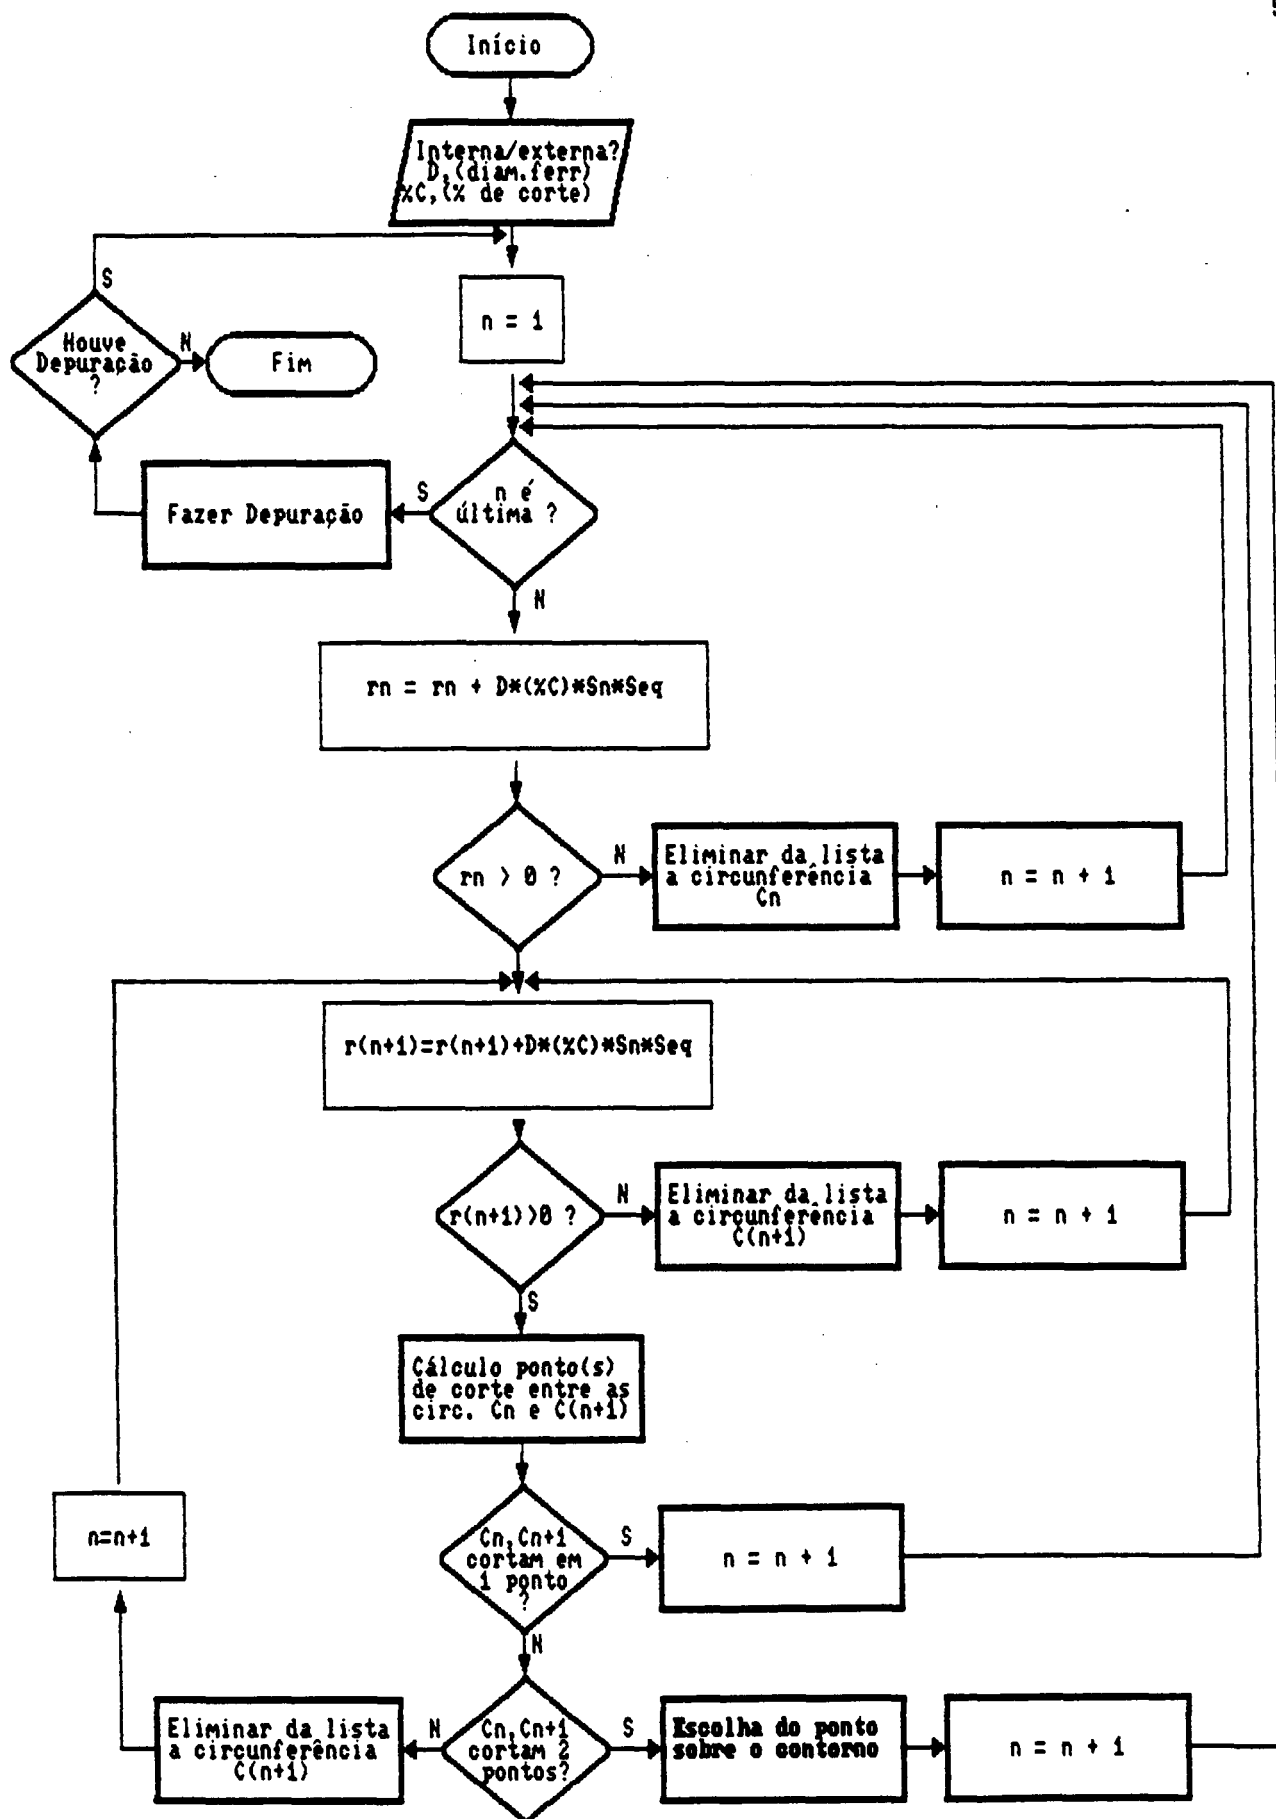 Início
Interna/externa?
D,(diam.ferr)
%C,(% de corte)
S
n = 1
Houve
Depuração
?
N
Fim
Fazer Depuração
S
n é
última ?
N
rn = rn + D*(%C)*Sn*Seq
rn > 0 ?
N
Eliminar da lista
a circunferência
Cn
n = n + 1
r(n+1)=r(n+1)+D*(%C)*Sn*Seq
r(n+1)>0 ?
N
Eliminar da lista
a circunferência
C(n+1)
n = n + 1
S
Cálculo ponto(s)
de corte entre as
circ. Cn e C(n+1)
n=n+1
Cn,Cn+1
cortam em
1 ponto
?
S
n = n + 1
N
Eliminar da lista
a circunferência
C(n+1)
N
Cn,Cn+1
cortam 2
pontos?
S
Escolha do ponto
sobre o contorno
n = n + 1